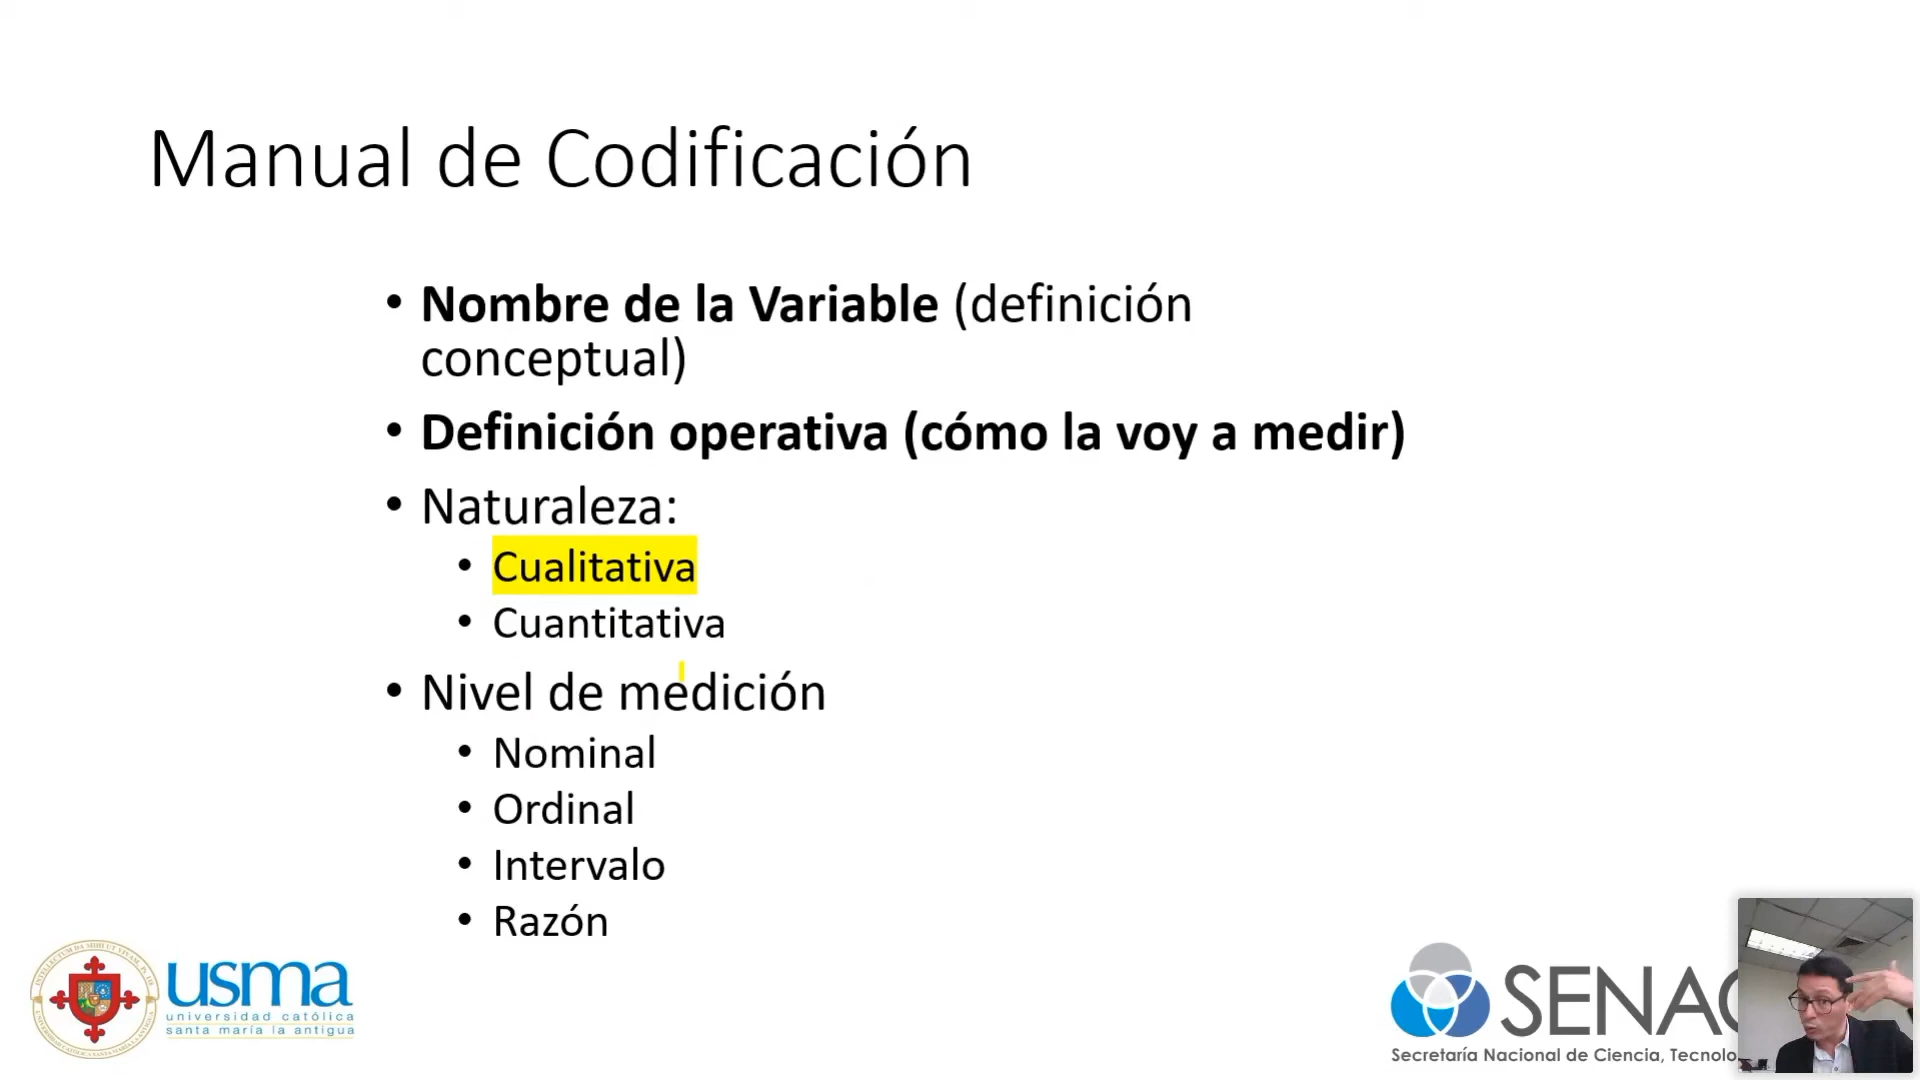 Manual de Codificación
• Nombre de la Variable (definición
conceptual)
• Definición operativa (cómo la voy a medir)
• Naturaleza:
• Cualitativa
• Cuantitativa
• Nivel de medición
• Nominal
• Ordinal
• Intervalo
• Razón
usma
universidad católica
santa maría la antigua
SENAC
Secretaría Nacional de Ciencia, Tecnolo